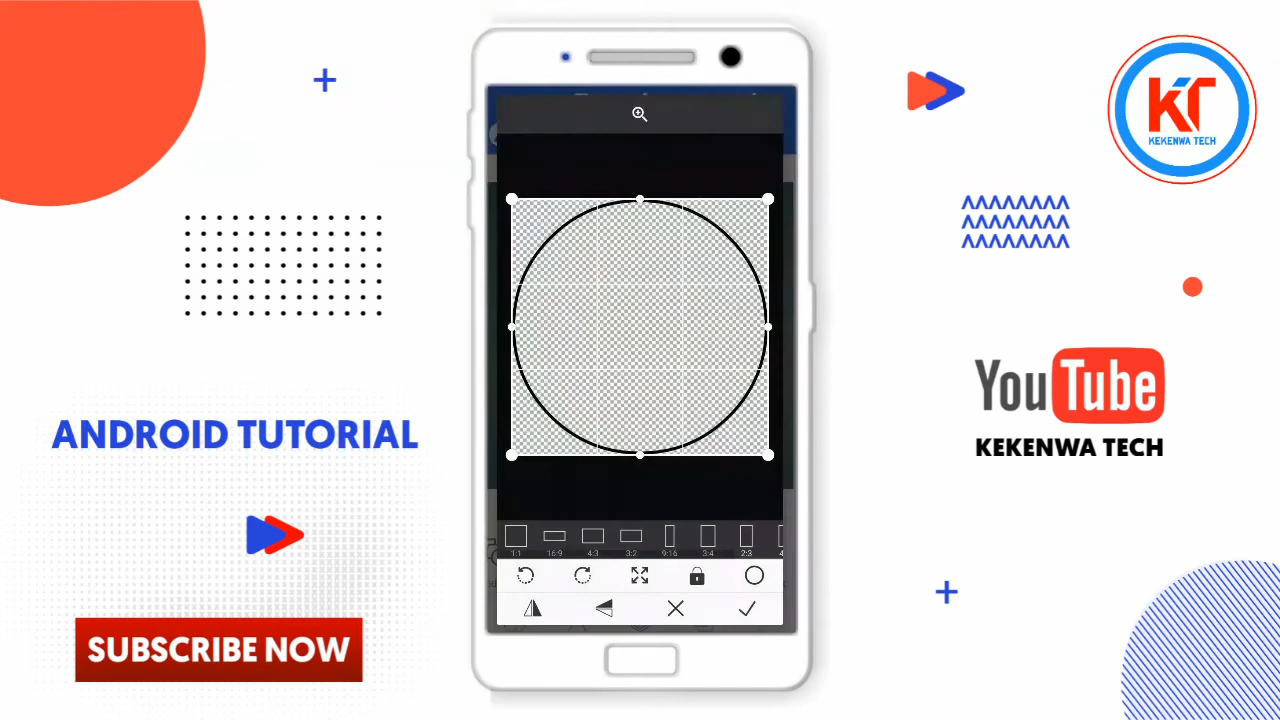 KT
KEKENWA TECH
ANDROID TUTORIAL
YouTube
KEKENWA TECH
1:1 16:9 4:3 3:2 9:16 3:4 2:3
SUBSCRIBE NOW